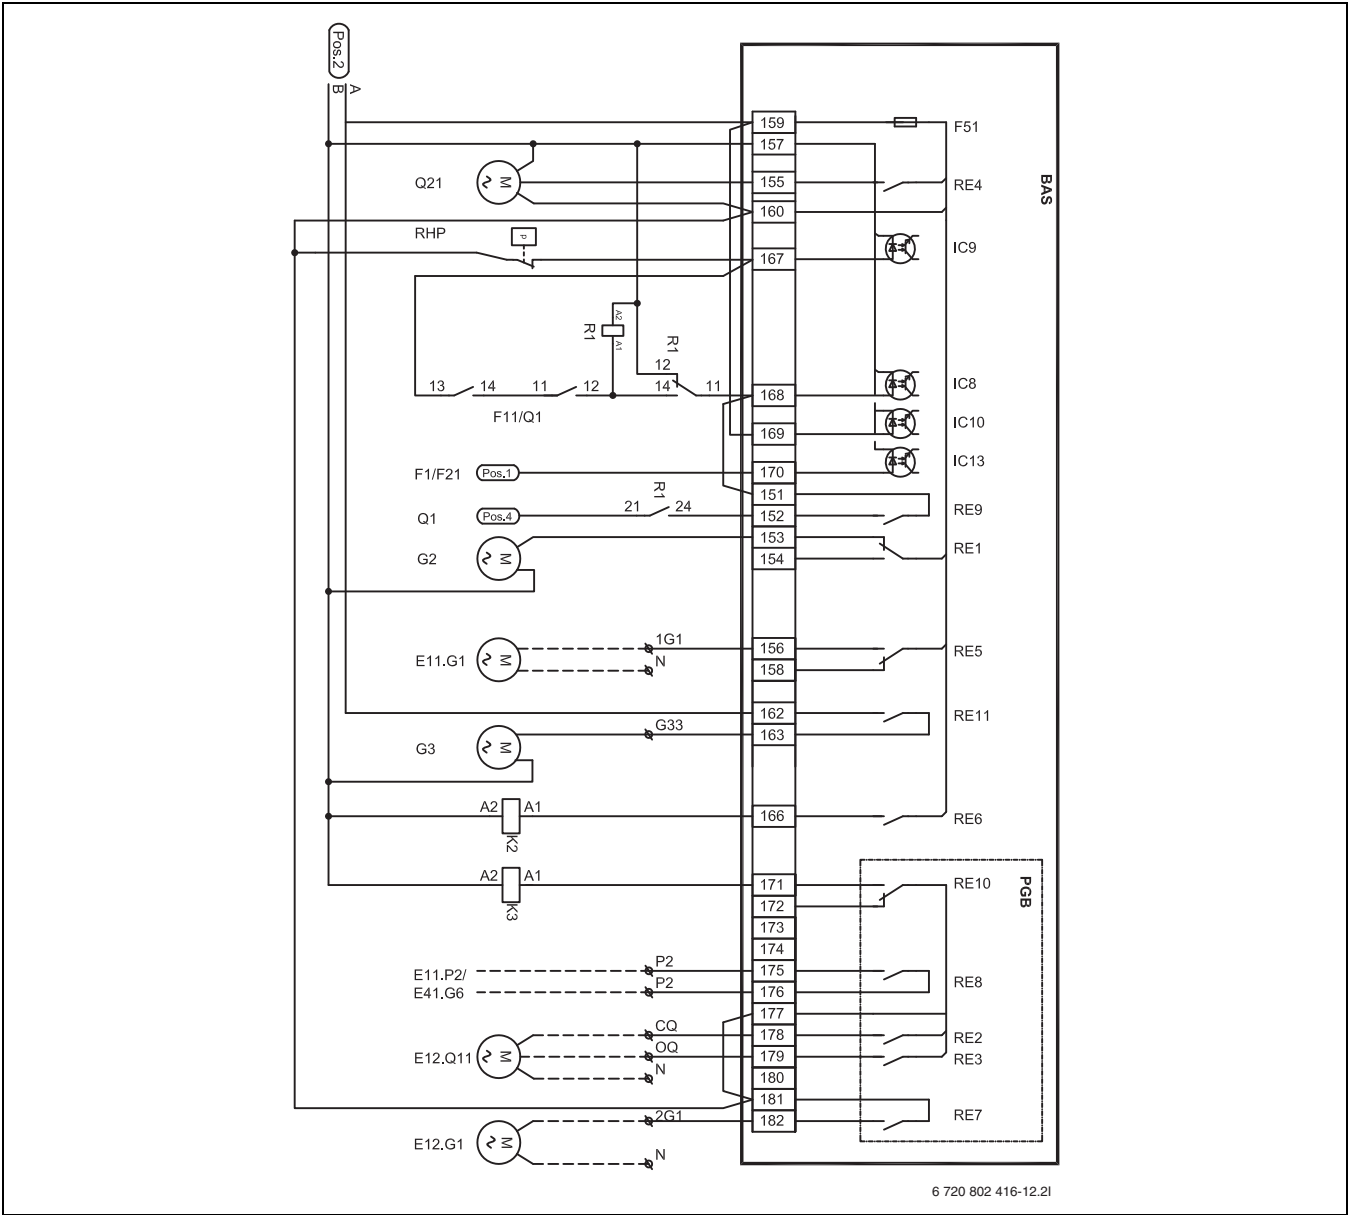 Pos.2
B A
BAS
159 F51
157
Q21 155 RE4
160
RHP
P
167 IC9
A2
R1
A1
R1
12
13 14 11 12 14 11 168 IC8
F11/Q1
169 IC10
F1/F21 Pos.1 170 IC13
151
R1
21 24
Q1 Pos.4 152 RE9
153
G2 M 154 RE1
1G1
E11.G1 M 156 RE5
N
158
162 RE11
G33
G3 M 163
A2 A1 166 RE6
K2
A2 A1 171 RE10
PGB
K3
172
173
174
P2
E11.P2/ 175 RE8
P2
E41.G6 176
177
CQ
178 RE2
OQ
E12.Q11 M 179 RE3
N
180
181
2G1
182 RE7
E12.G1 M
N
6 720 802 416-12.2I